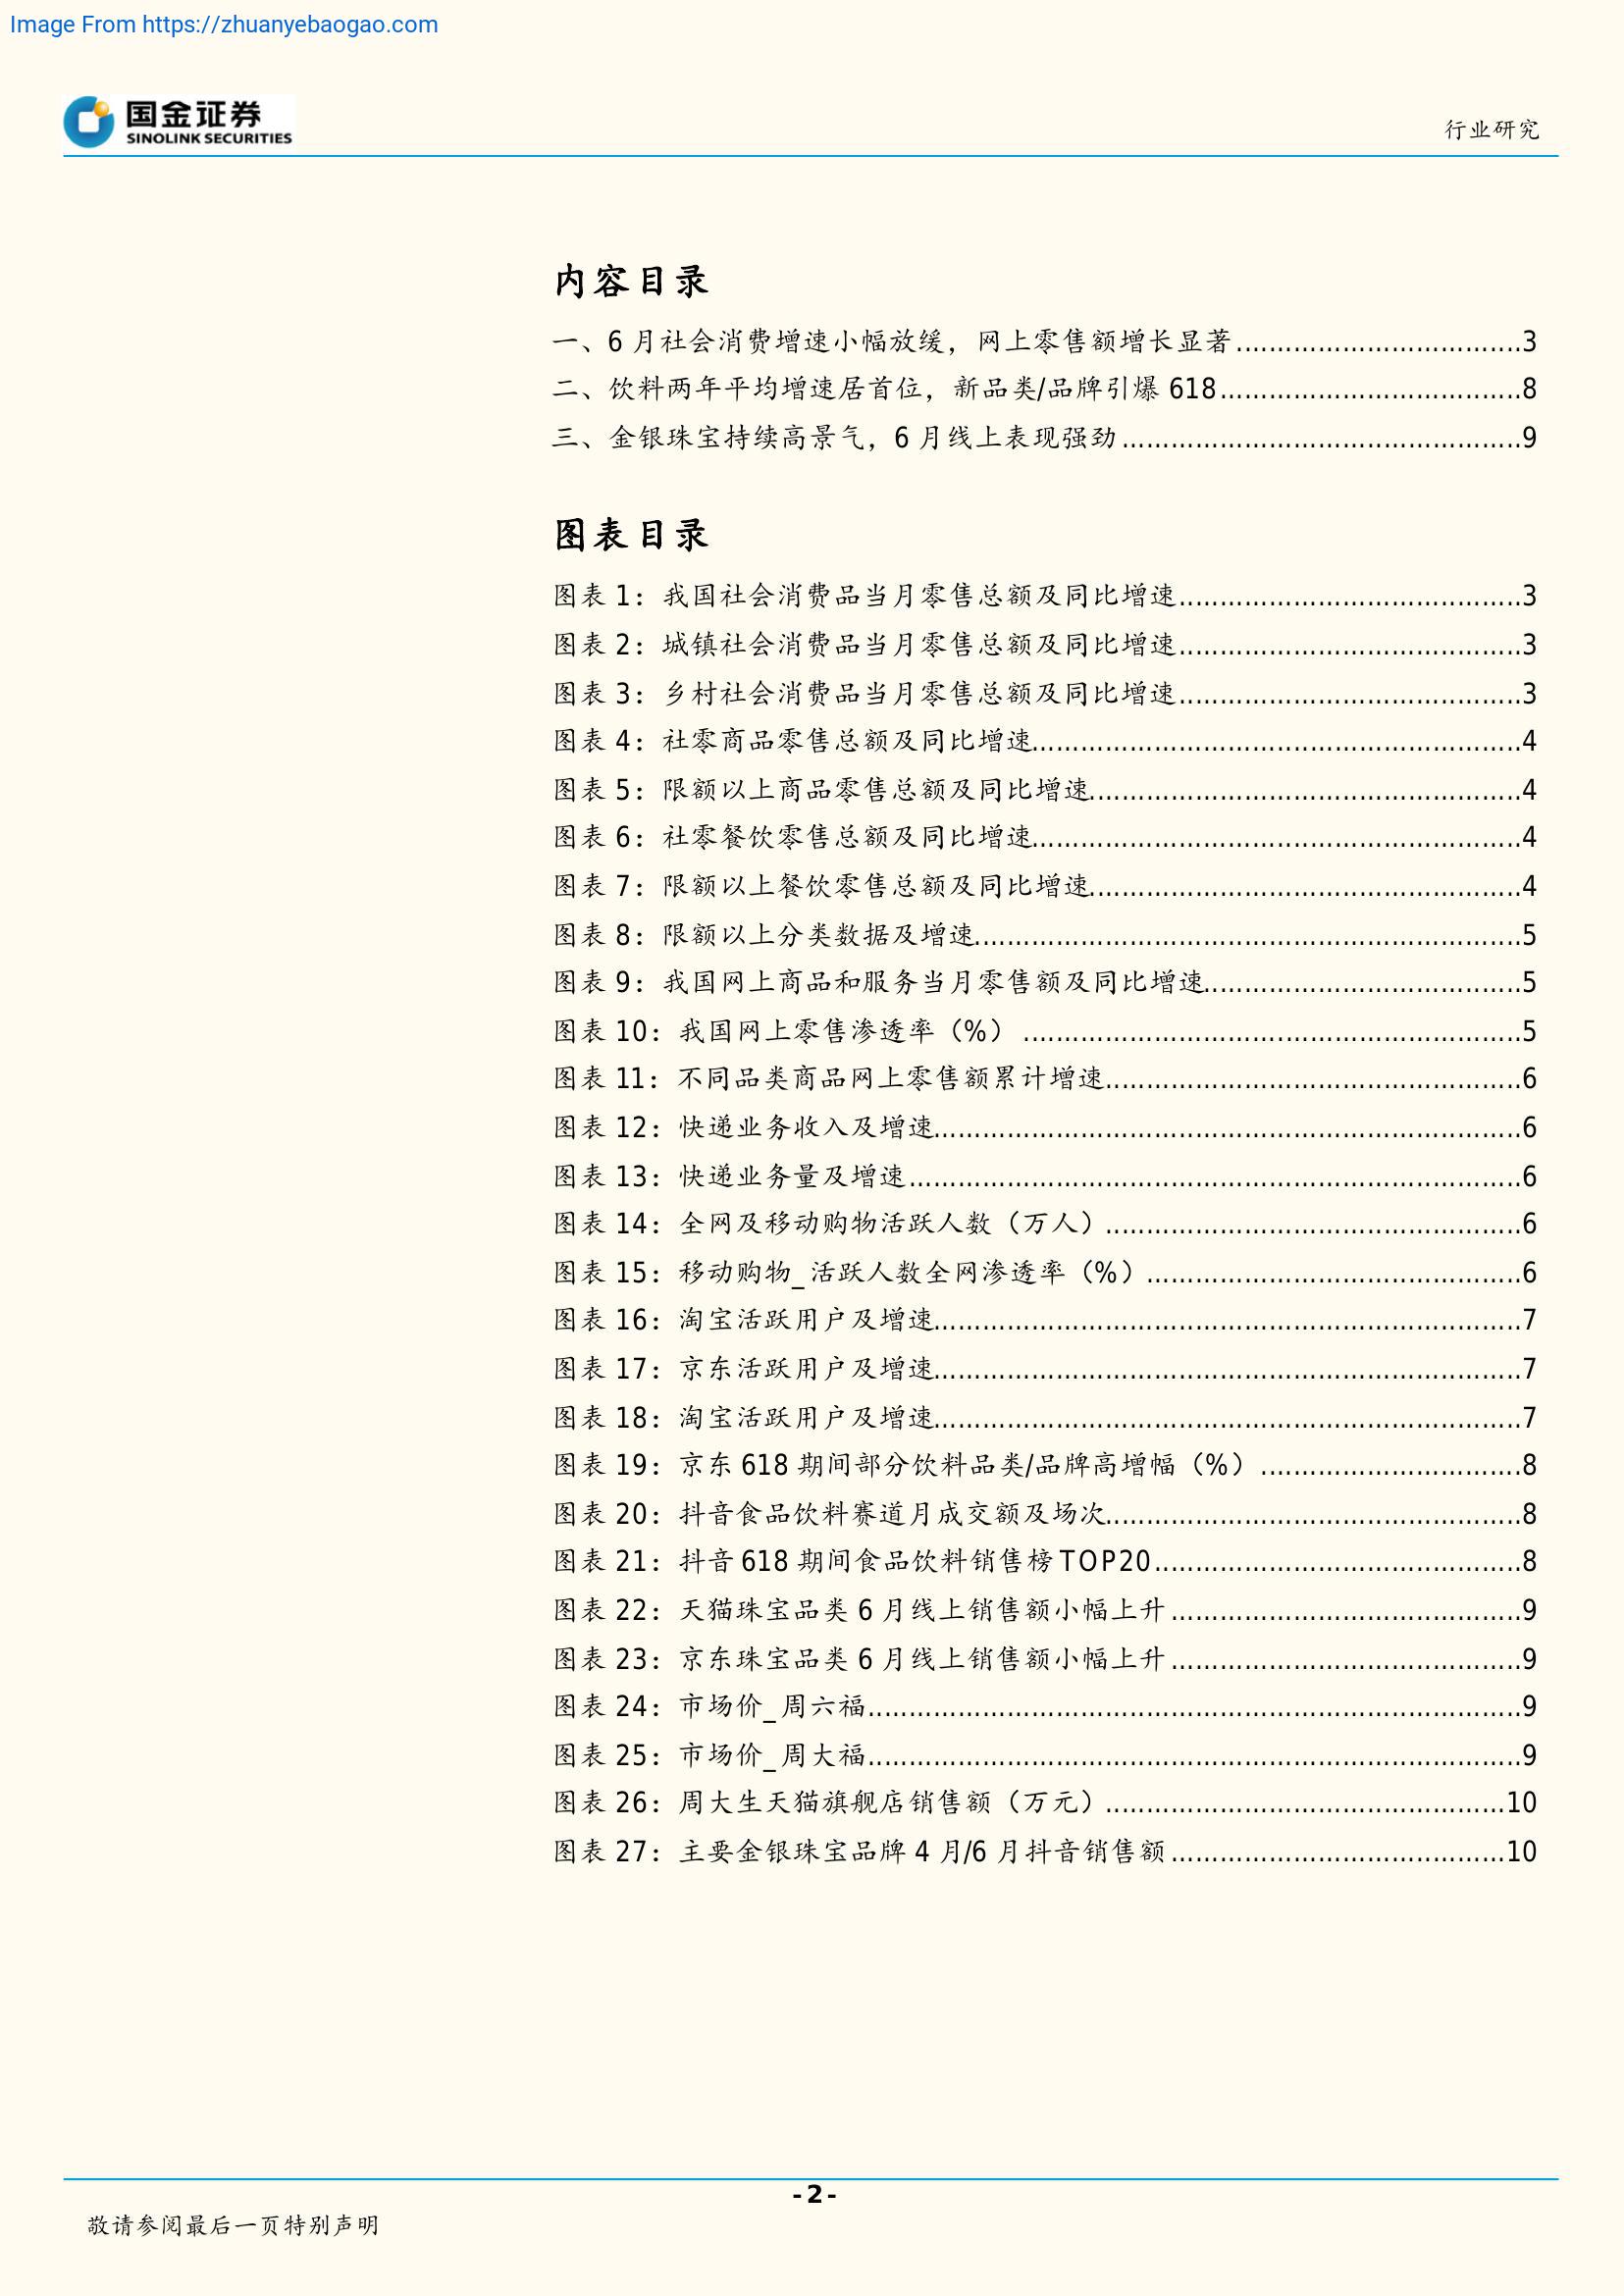 Image From https://zhuanyebaogao.com
国金证券
SINOLINK SECURITIES
行业研究
内容目录
一、6 月社会消费增速小幅放缓，网上零售额增长显著...................................3
二、饮料两年平均增速居首位，新品类/品牌引爆 618.....................................8
三、金银珠宝持续高景气，6 月线上表现强劲.................................................9
图表目录
图表 1：我国社会消费品当月零售总额及同比增速..........................................3
图表 2：城镇社会消费品当月零售总额及同比增速..........................................3
图表 3：乡村社会消费品当月零售总额及同比增速..........................................3
图表 4：社零商品零售总额及同比增速............................................................4
图表 5：限额以上商品零售总额及同比增速.....................................................4
图表 6：社零餐饮零售总额及同比增速............................................................4
图表 7：限额以上餐饮零售总额及同比增速.....................................................4
图表 8：限额以上分类数据及增速...................................................................5
图表 9：我国网上商品和服务当月零售额及同比增速.......................................5
图表 10：我国网上零售渗透率（%） .............................................................5
图表 11：不同品类商品网上零售额累计增速...................................................6
图表 12：快递业务收入及增速........................................................................6
图表 13：快递业务量及增速...........................................................................6
图表 14：全网及移动购物活跃人数（万人）...................................................6
图表 15：移动购物_活跃人数全网渗透率（%）..............................................6
图表 16：淘宝活跃用户及增速........................................................................7
图表 17：京东活跃用户及增速........................................................................7
图表 18：淘宝活跃用户及增速........................................................................7
图表 19：京东 618 期间部分饮料品类/品牌高增幅（%）................................8
图表 20：抖音食品饮料赛道月成交额及场次...................................................8
图表 21：抖音 618 期间食品饮料销售榜 TOP20.............................................8
图表 22：天猫珠宝品类 6 月线上销售额小幅上升...........................................9
图表 23：京东珠宝品类 6 月线上销售额小幅上升...........................................9
图表 24：市场价_周六福................................................................................9
图表 25：市场价_周大福................................................................................9
图表 26：周大生天猫旗舰店销售额（万元）.................................................10
图表 27：主要金银珠宝品牌 4 月/6 月抖音销售额.........................................10
- 2 -
敬请参阅最后一页特别声明